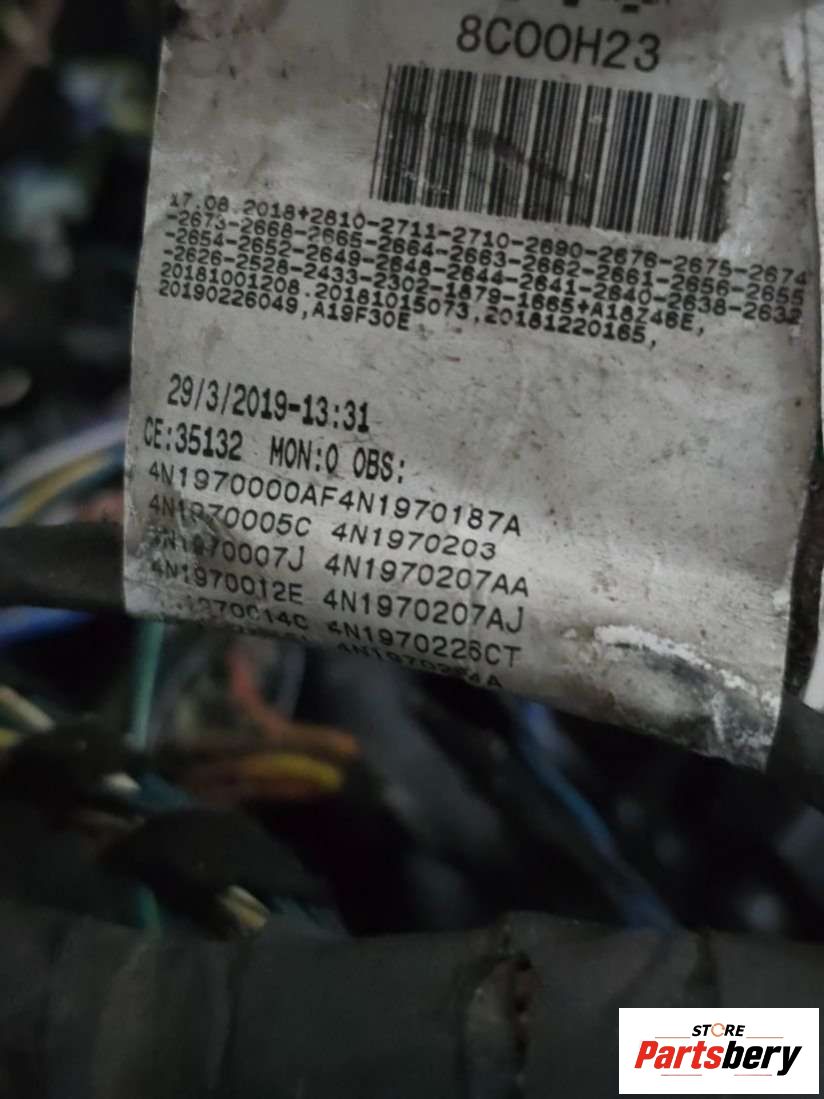 8C00H23
17.08.2018+2810-2711-2710-2690-2676-2675-2674
-2673-2668-2665-2664-2663-2662-2661-2656-2655
-2654-2652-2649-2648-2644-2641-2640-2638-2632
-2626-2528-2433-2302-1879-1665+A18Z46E,
20181001208,20181015073,20181220165,
20190226049,A19F30E
29/3/2019-13:31
CE:35132 MON:0 OBS:
4N1970000AF4N1970187A
4N1970005C 4N1970203
4N1970007J 4N1970207AA
4N1970012E 4N1970207AJ
4N1970226CT
STORE
Partsbery